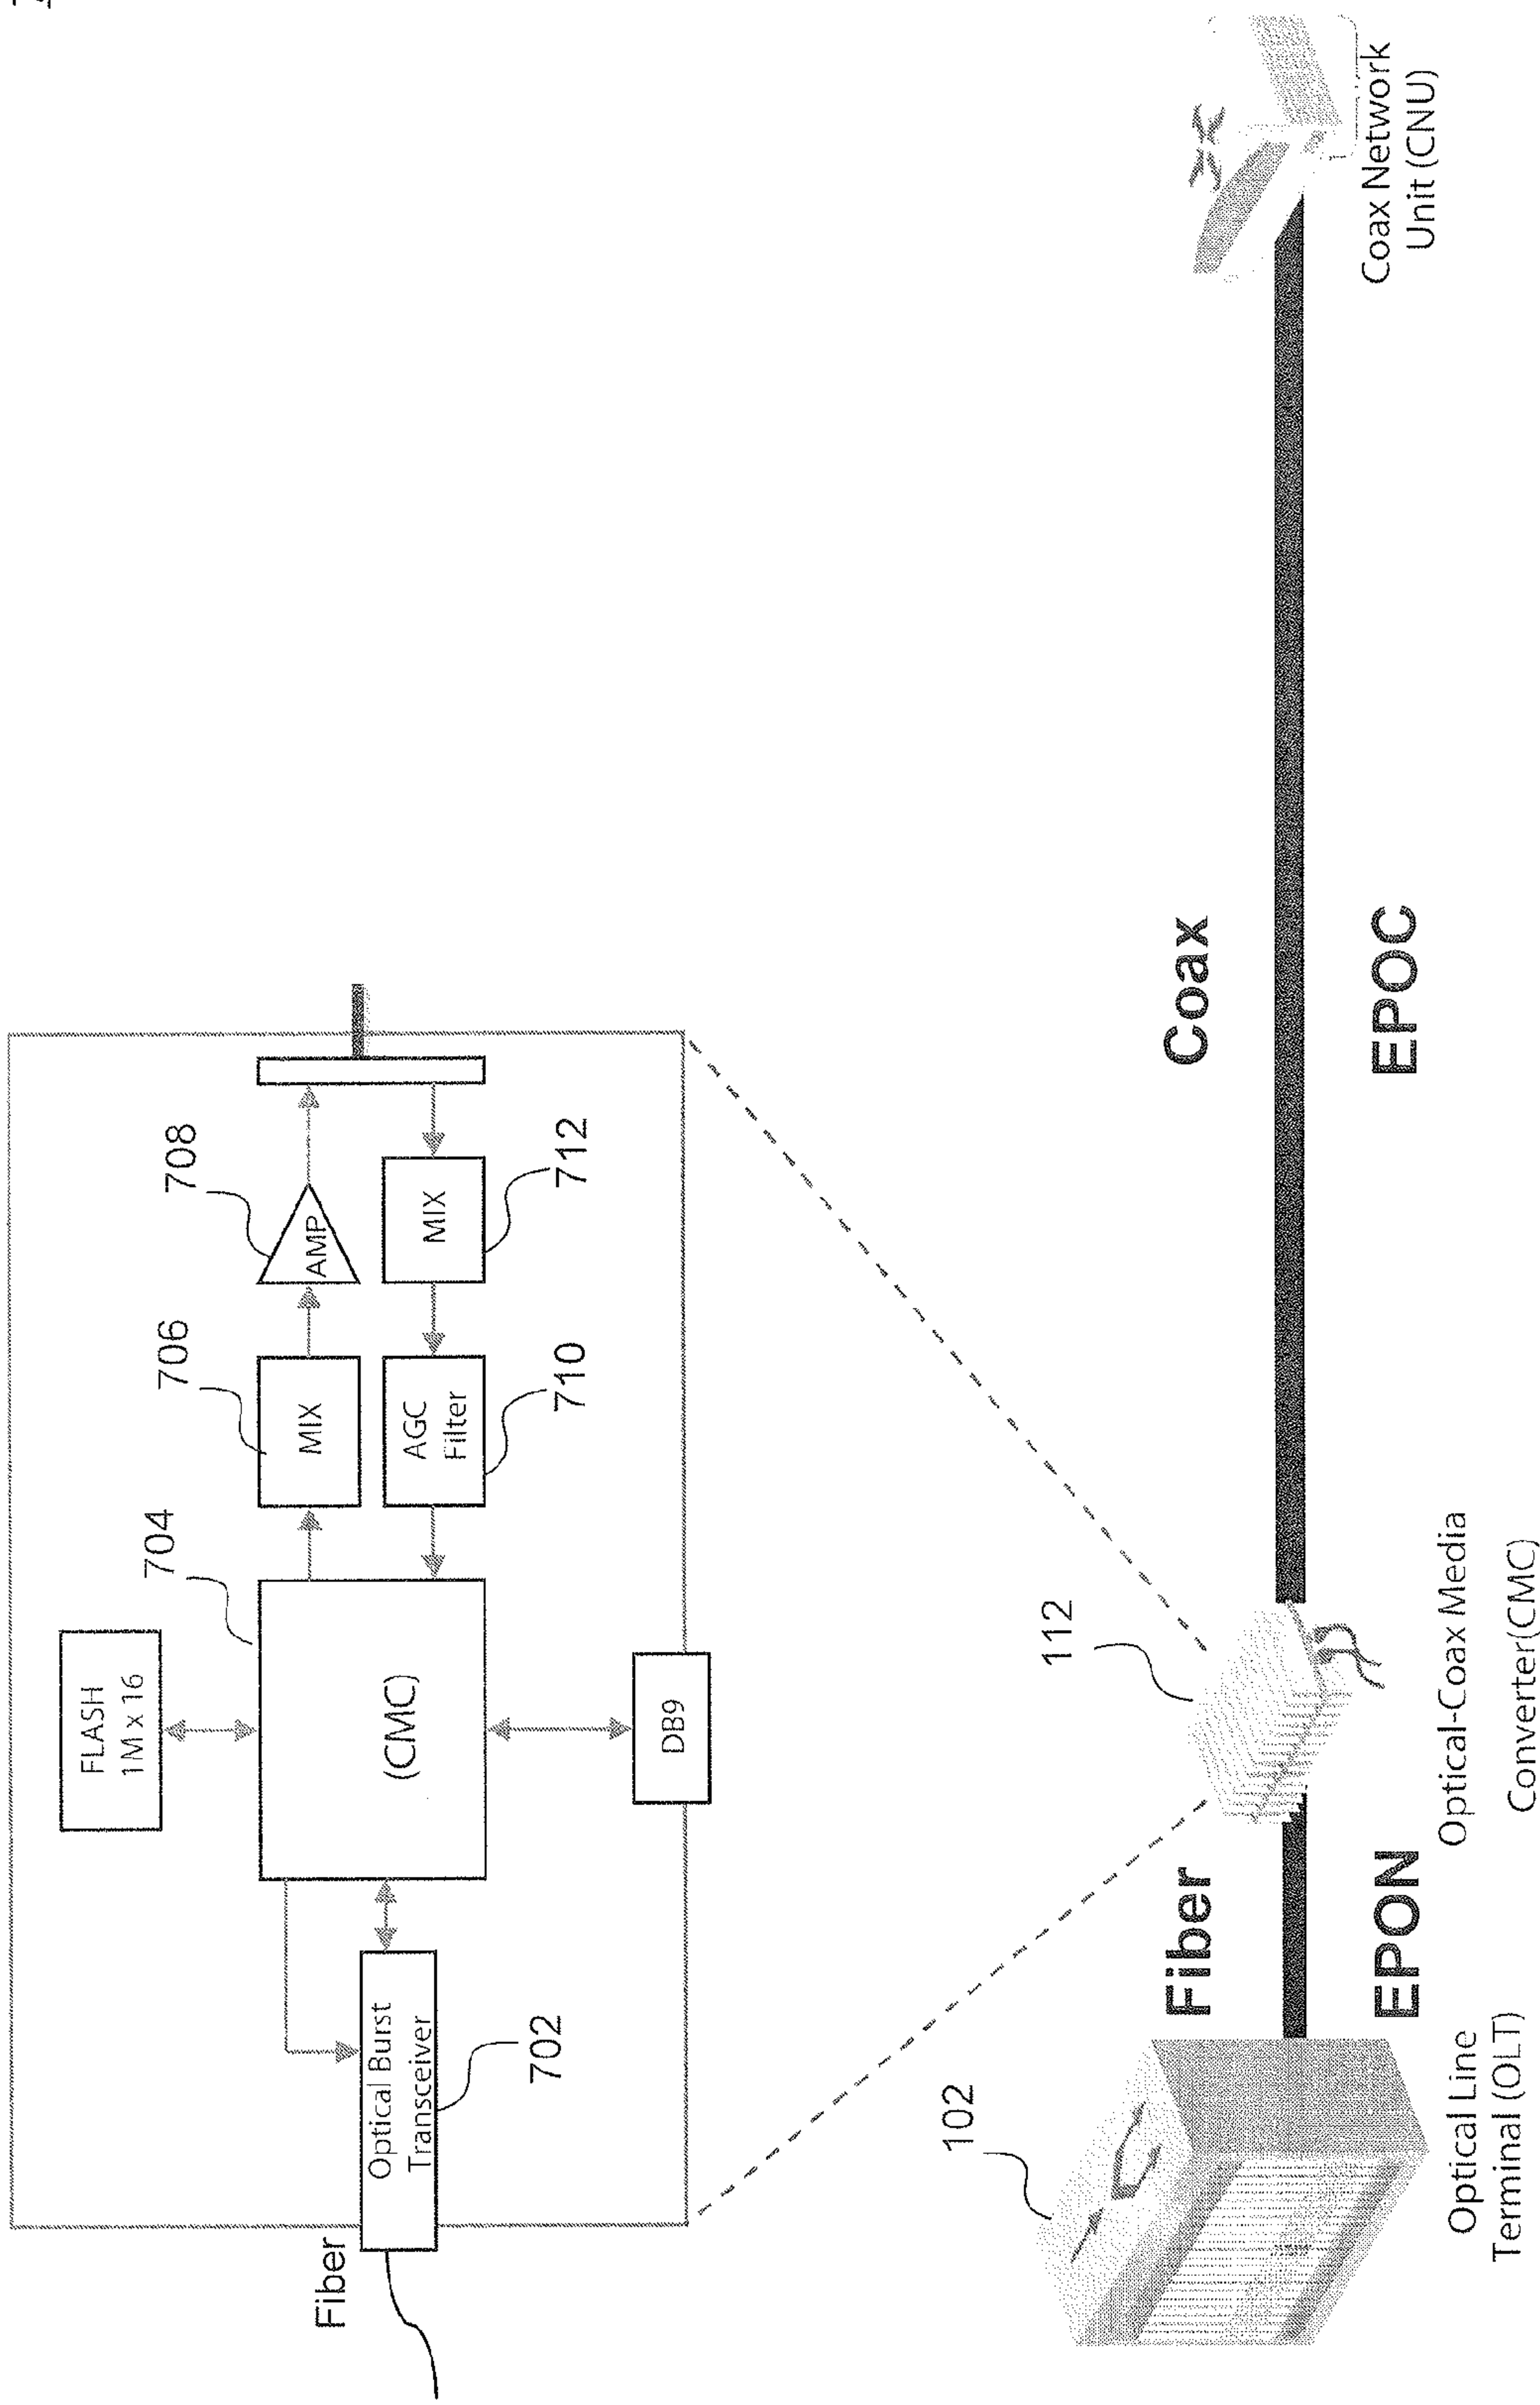 FLASH
1M x 16
704
706
708
(CMC)
MIX
AMP
Fiber
Optical Burst
Transceiver
AGC
Filter
MIX
702
710
712
DB9
102
112
Fiber
Coax
EPON
EPOC
Optical Line
Terminal (OLT)
Optical-Coax Media
Converter(CMC)
Coax Network
Unit (CNU)